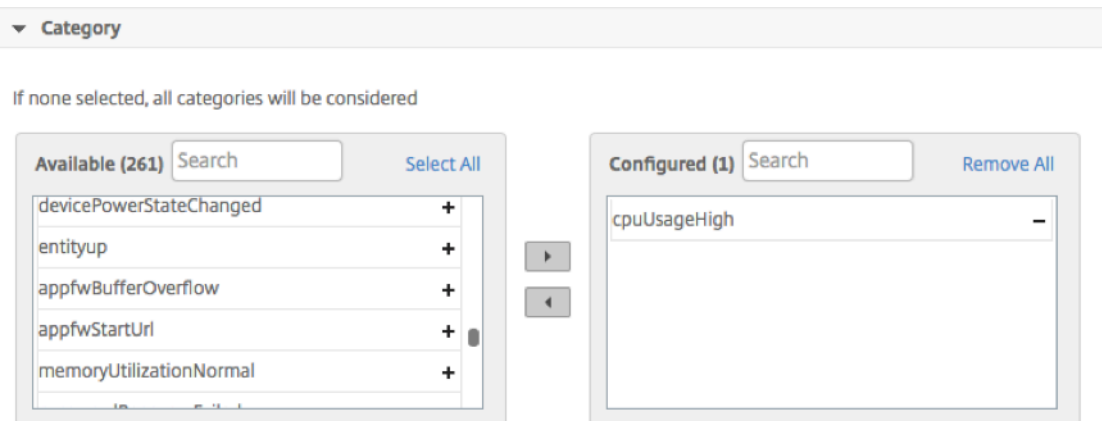 Category
If none selected, all categories will be considered
Available (261) Search Select All
devicePowerStateChanged +
entityup +
appfwBufferOverflow +
appfwStartUrl +
memoryUtilizationNormal +
Configured (1) Search Remove All
cpuUsageHigh −